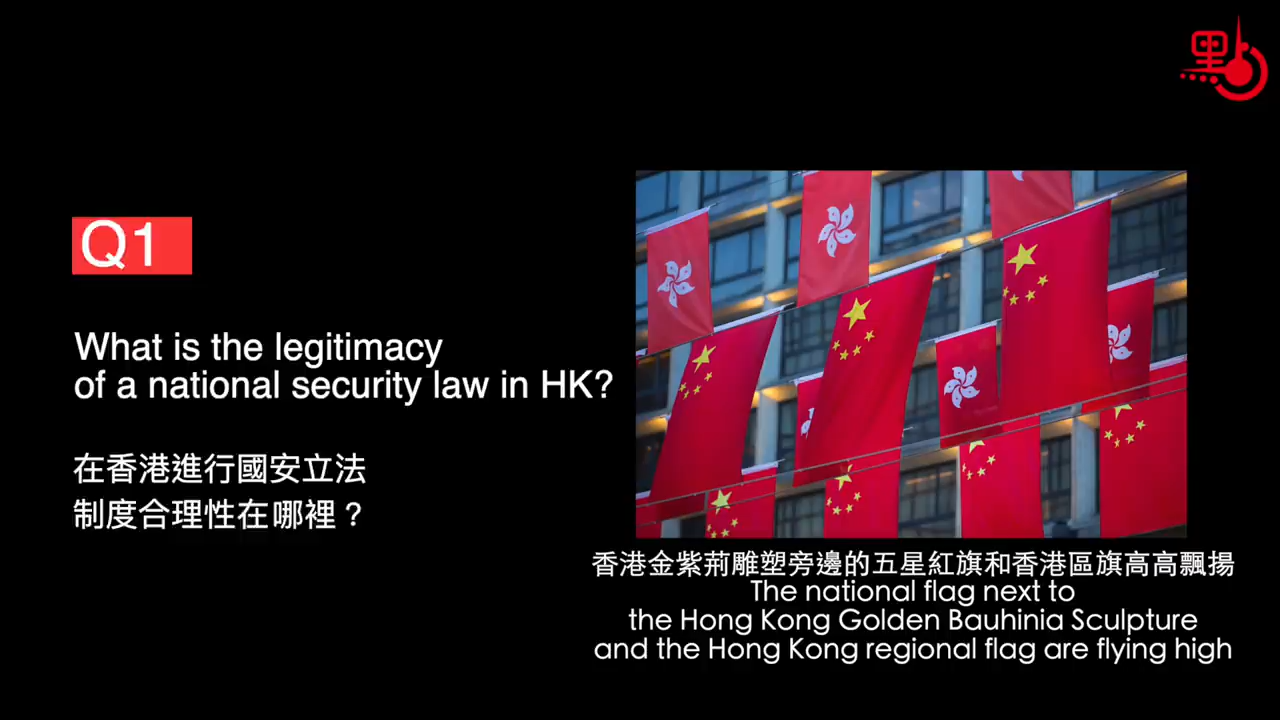 點
Q1
What is the legitimacy
of a national security law in HK?
在香港進行國安立法
制度合理性在哪裡？
香港金紫荊雕塑旁邊的五星紅旗和香港區旗高高飄揚
The national flag next to
the Hong Kong Golden Bauhinia Sculpture
and the Hong Kong regional flag are flying high